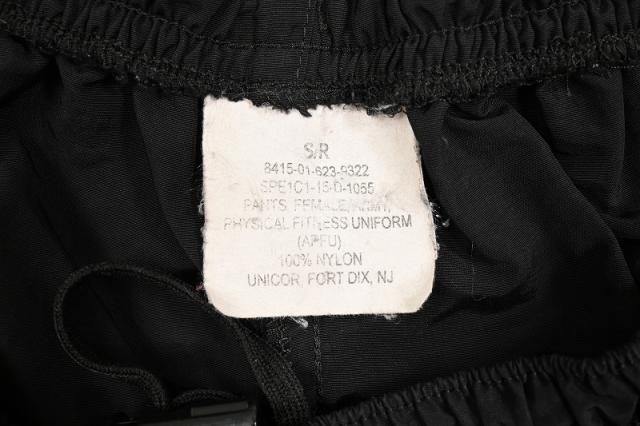 S/R
8415-01-623-9322
SPE1C1-15-D-1055
PANTS, FEMALE, ARMY,
PHYSICAL FITNESS UNIFORM
(APFU)
100% NYLON
UNICOR, FORT DIX, NJ